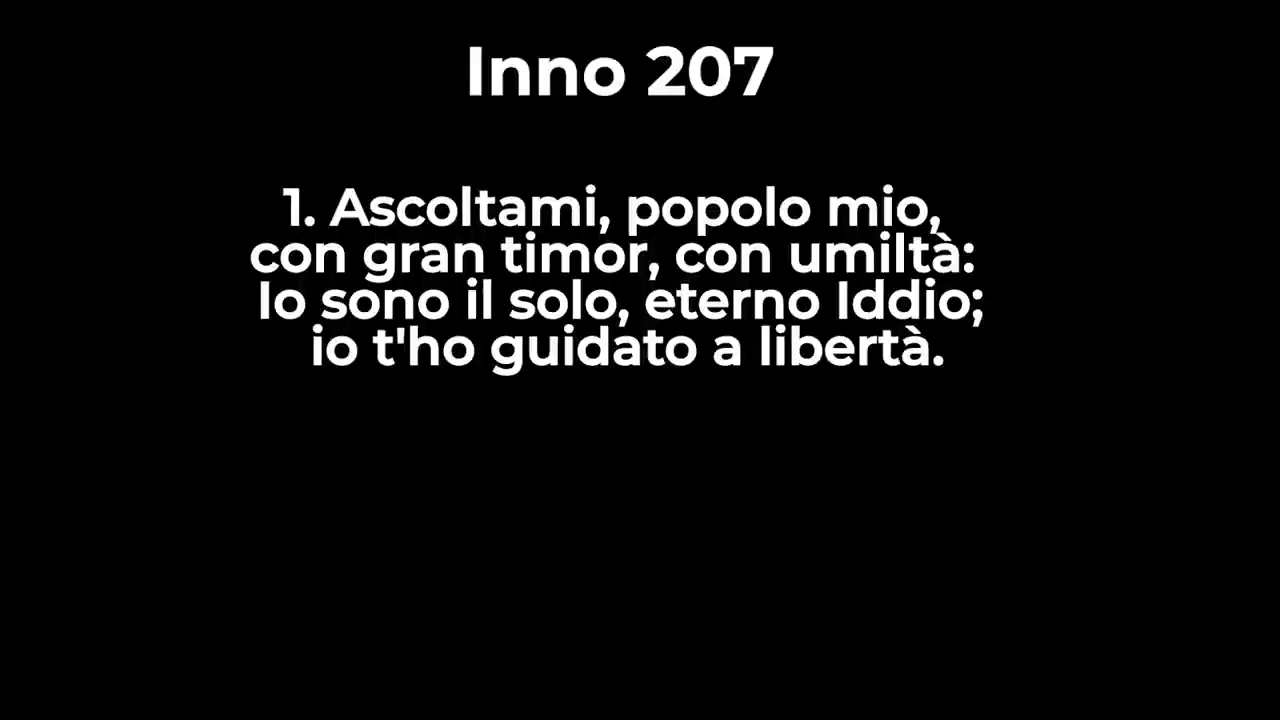 Inno 207
1. Ascoltami, popolo mio,
con gran timor, con umiltà:
Io sono il solo, eterno Iddio;
io t'ho guidato a libertà.